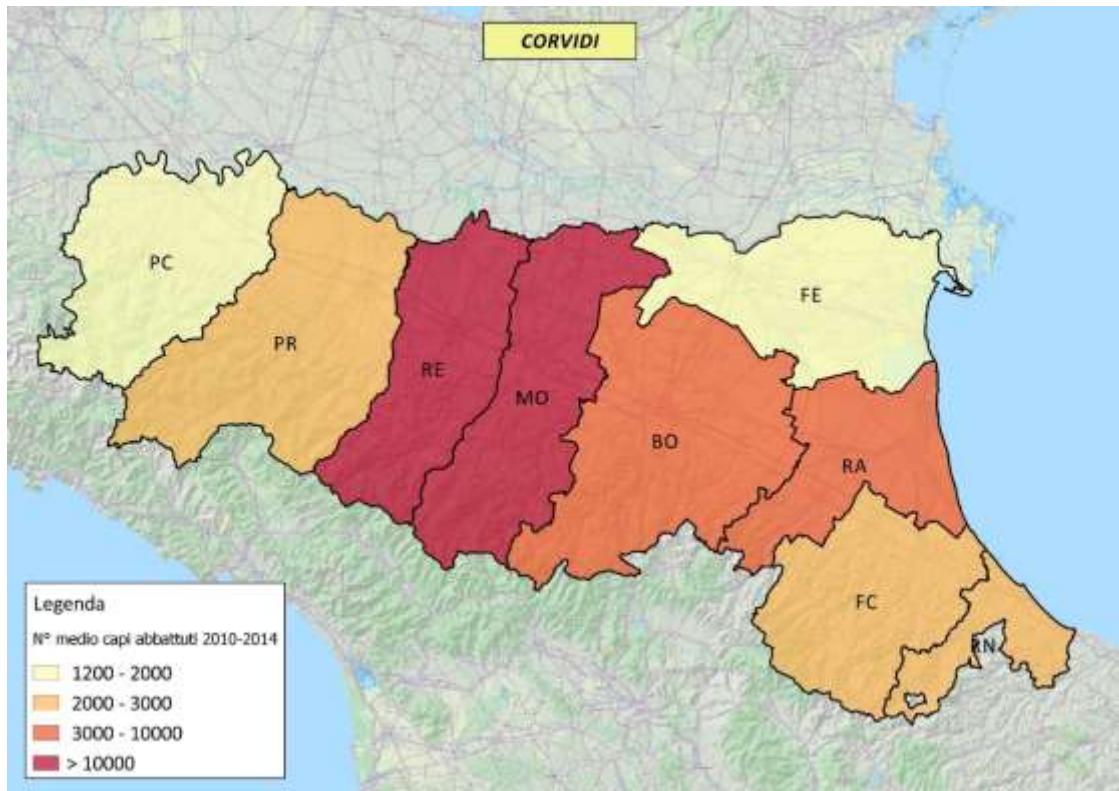 CORVIDI
PC
FE
PR
RE
MO
BO
RA
FC
RN
Legenda
N° medio capi abbattuti 2010-2014
1200 - 2000
2000 - 3000
3000 - 10000
> 10000